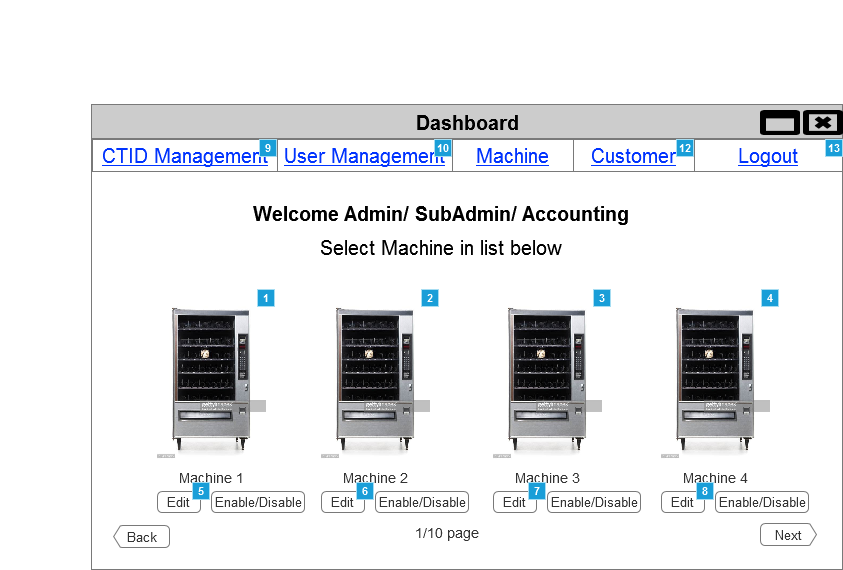 Dashboard
CTID Management 9 User Management 10 Machine Customer 12 Logout 13
Welcome Admin/ SubAdmin/ Accounting
Select Machine in list below
1 2 3 4
Machine 1 Machine 2 Machine 3 Machine 4
5 6 7 8
Edit Enable/Disable Edit Enable/Disable Edit Enable/Disable Edit Enable/Disable
Back 1/10 page Next